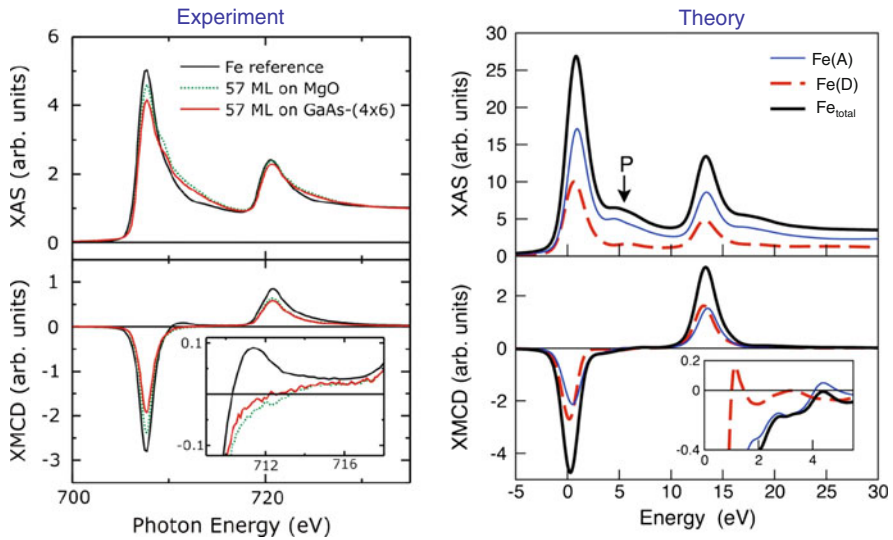 Experiment
6
4
2
0
XAS (arb. units)
Fe reference
57 ML on MgO
57 ML on GaAs-(4x6)
1
0
-1
-2
-3
XMCD (arb. units)
0.1
-0.1
712
716
700
720
Photon Energy (eV)
Theory
30
25
20
15
10
5
0
XAS (arb. units)
P
Fe(A)
Fe(D)
Fetotal
2
0
-2
-4
XMCD (arb. units)
0.2
0
-0.4
0
2
4
-5
0
5
10
15
20
25
30
Energy (eV)